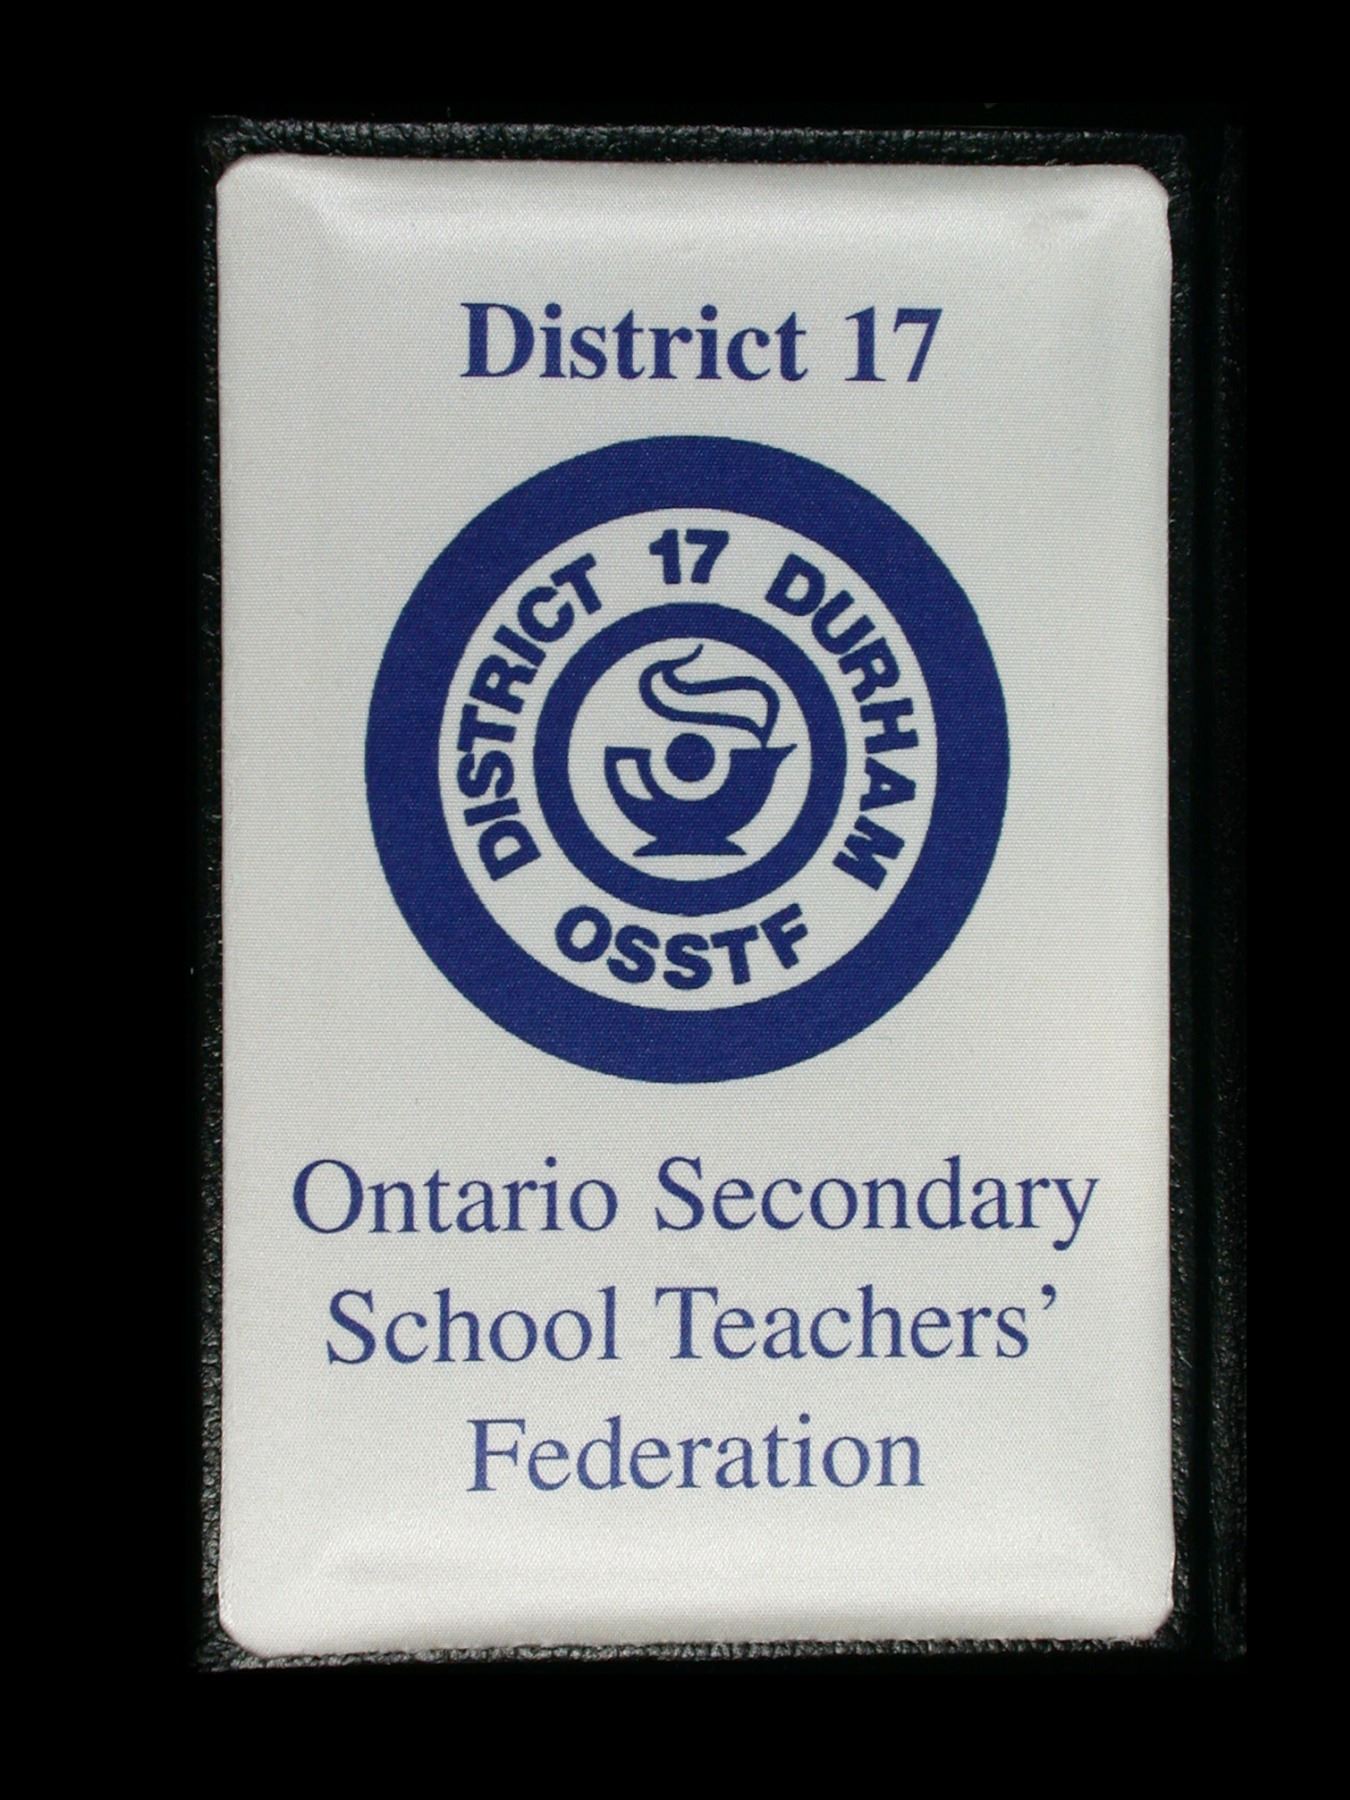 District 17
DISTRICT 17 DURHAM
OSSTF
Ontario Secondary
School Teachers’
Federation